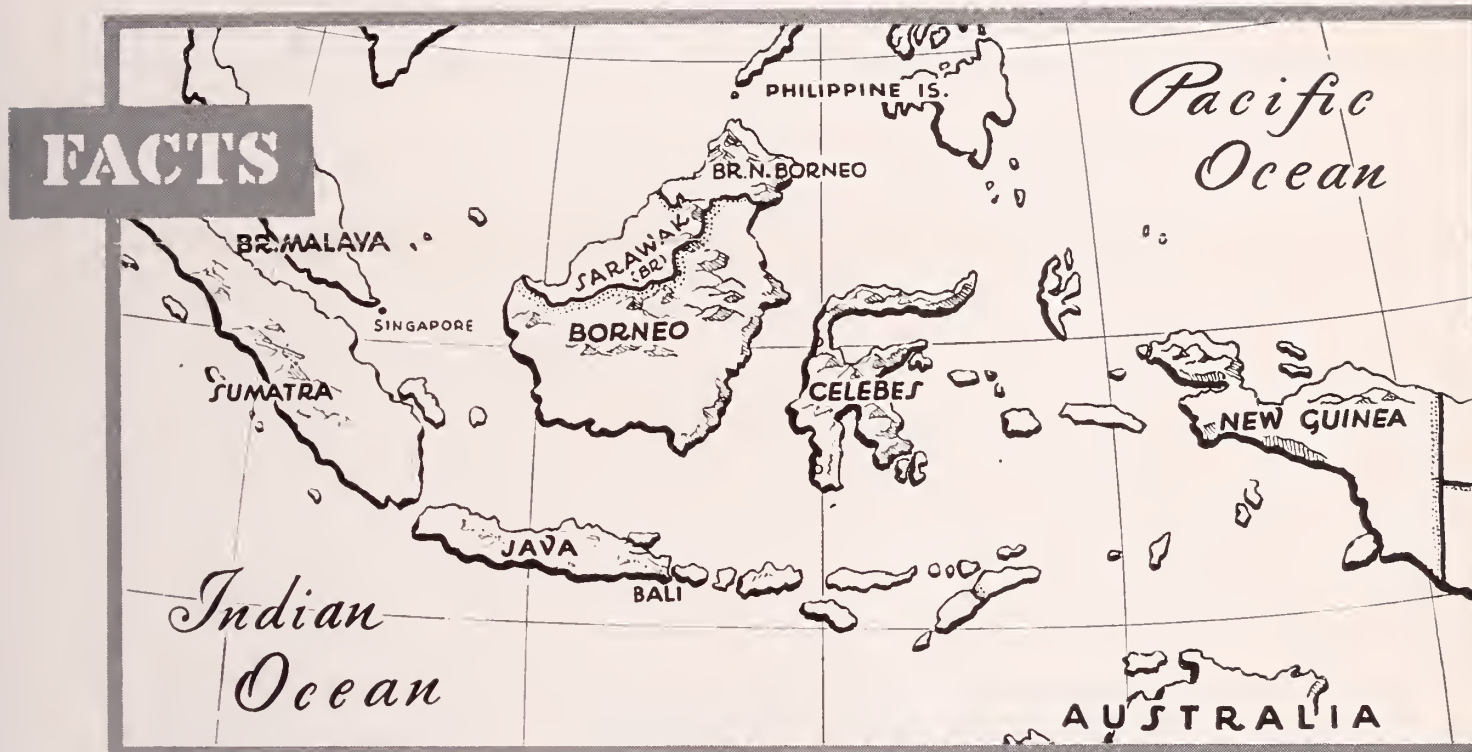 FACTS
PHILIPPINE IS.
Pacific
Ocean
BR. N. BORNEO
BR. MALAYA
SARAWAK
(BR)
SINGAPORE
BORNEO
SUMATRA
CELEBES
NEW GUINEA
JAVA
BALI
Indian
Ocean
AUSTRALIA